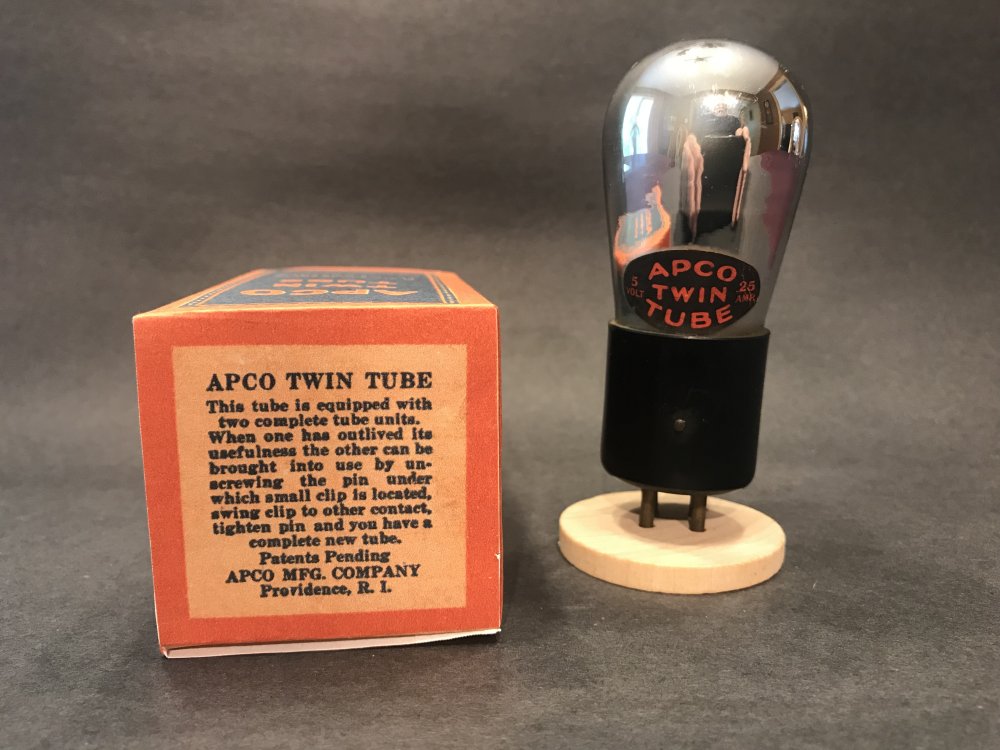 APCO TWIN TUBE
This tube is equipped with
two complete tube units.
When one has outlived its
usefulness the other can be
brought into use by un-
screwing the pin under
which small clip is located,
swing clip to other contact,
tighten pin and you have a
complete new tube.
Patents Pending
APCO MFG. COMPANY
Providence, R. I.
APCO
5 VOLT TWIN .25 AMP.
TUBE